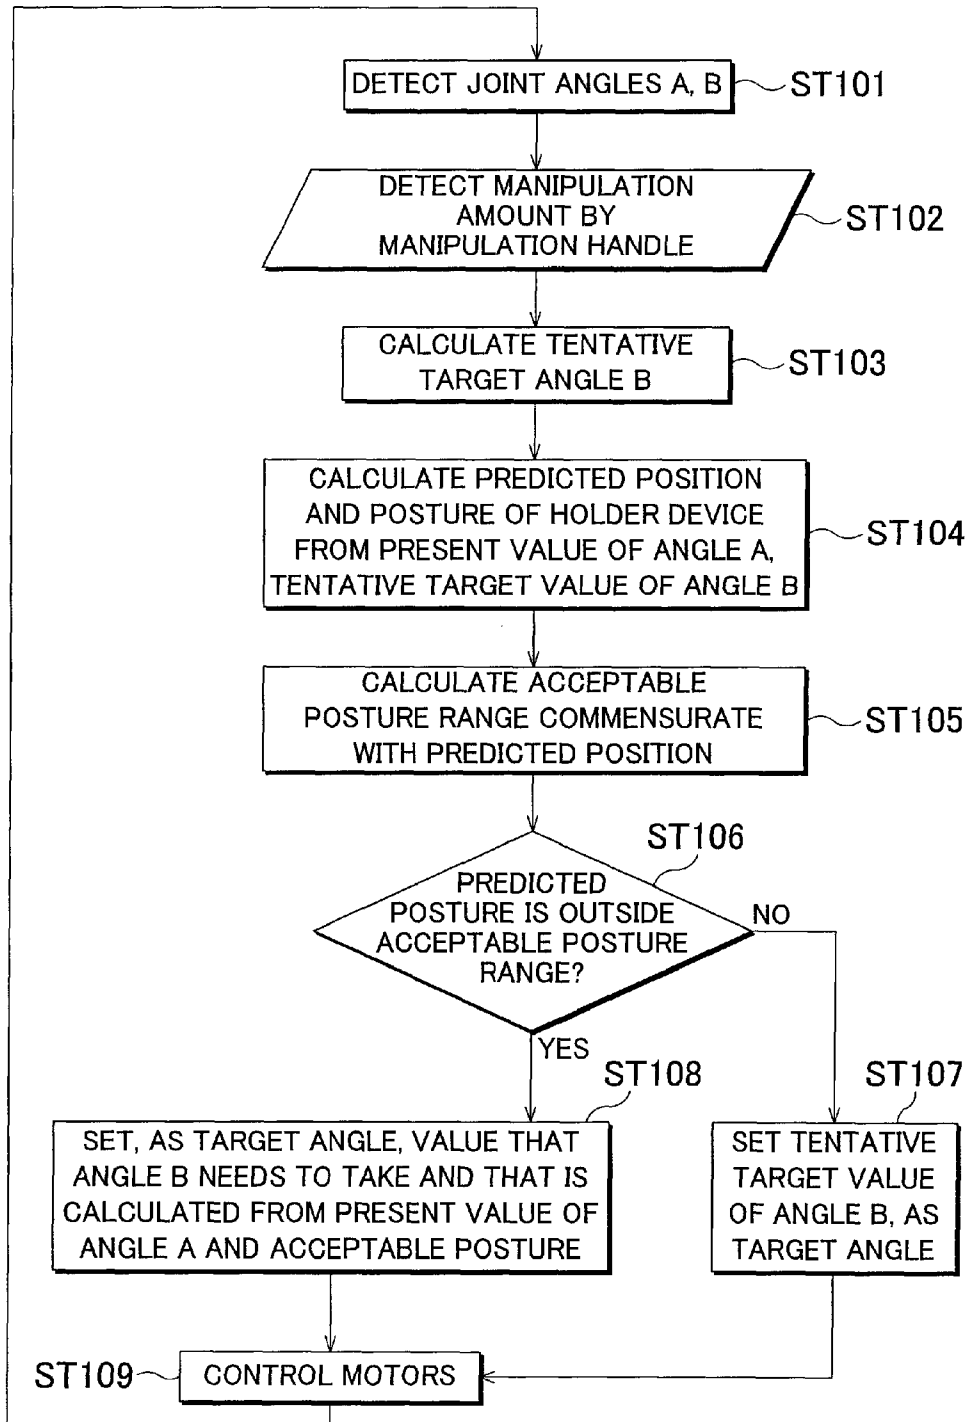 DETECT JOINT ANGLES A, B
ST101
DETECT MANIPULATION
AMOUNT BY
MANIPULATION HANDLE
ST102
CALCULATE TENTATIVE
TARGET ANGLE B
ST103
CALCULATE PREDICTED POSITION
AND POSTURE OF HOLDER DEVICE
FROM PRESENT VALUE OF ANGLE A,
TENTATIVE TARGET VALUE OF ANGLE B
ST104
CALCULATE ACCEPTABLE
POSTURE RANGE COMMENSURATE
WITH PREDICTED POSITION
ST105
ST106
PREDICTED
POSTURE IS OUTSIDE
ACCEPTABLE POSTURE
RANGE?
NO
YES
ST108
SET, AS TARGET ANGLE, VALUE THAT
ANGLE B NEEDS TO TAKE AND THAT IS
CALCULATED FROM PRESENT VALUE OF
ANGLE A AND ACCEPTABLE POSTURE
ST107
SET TENTATIVE
TARGET VALUE
OF ANGLE B, AS
TARGET ANGLE
ST109
CONTROL MOTORS